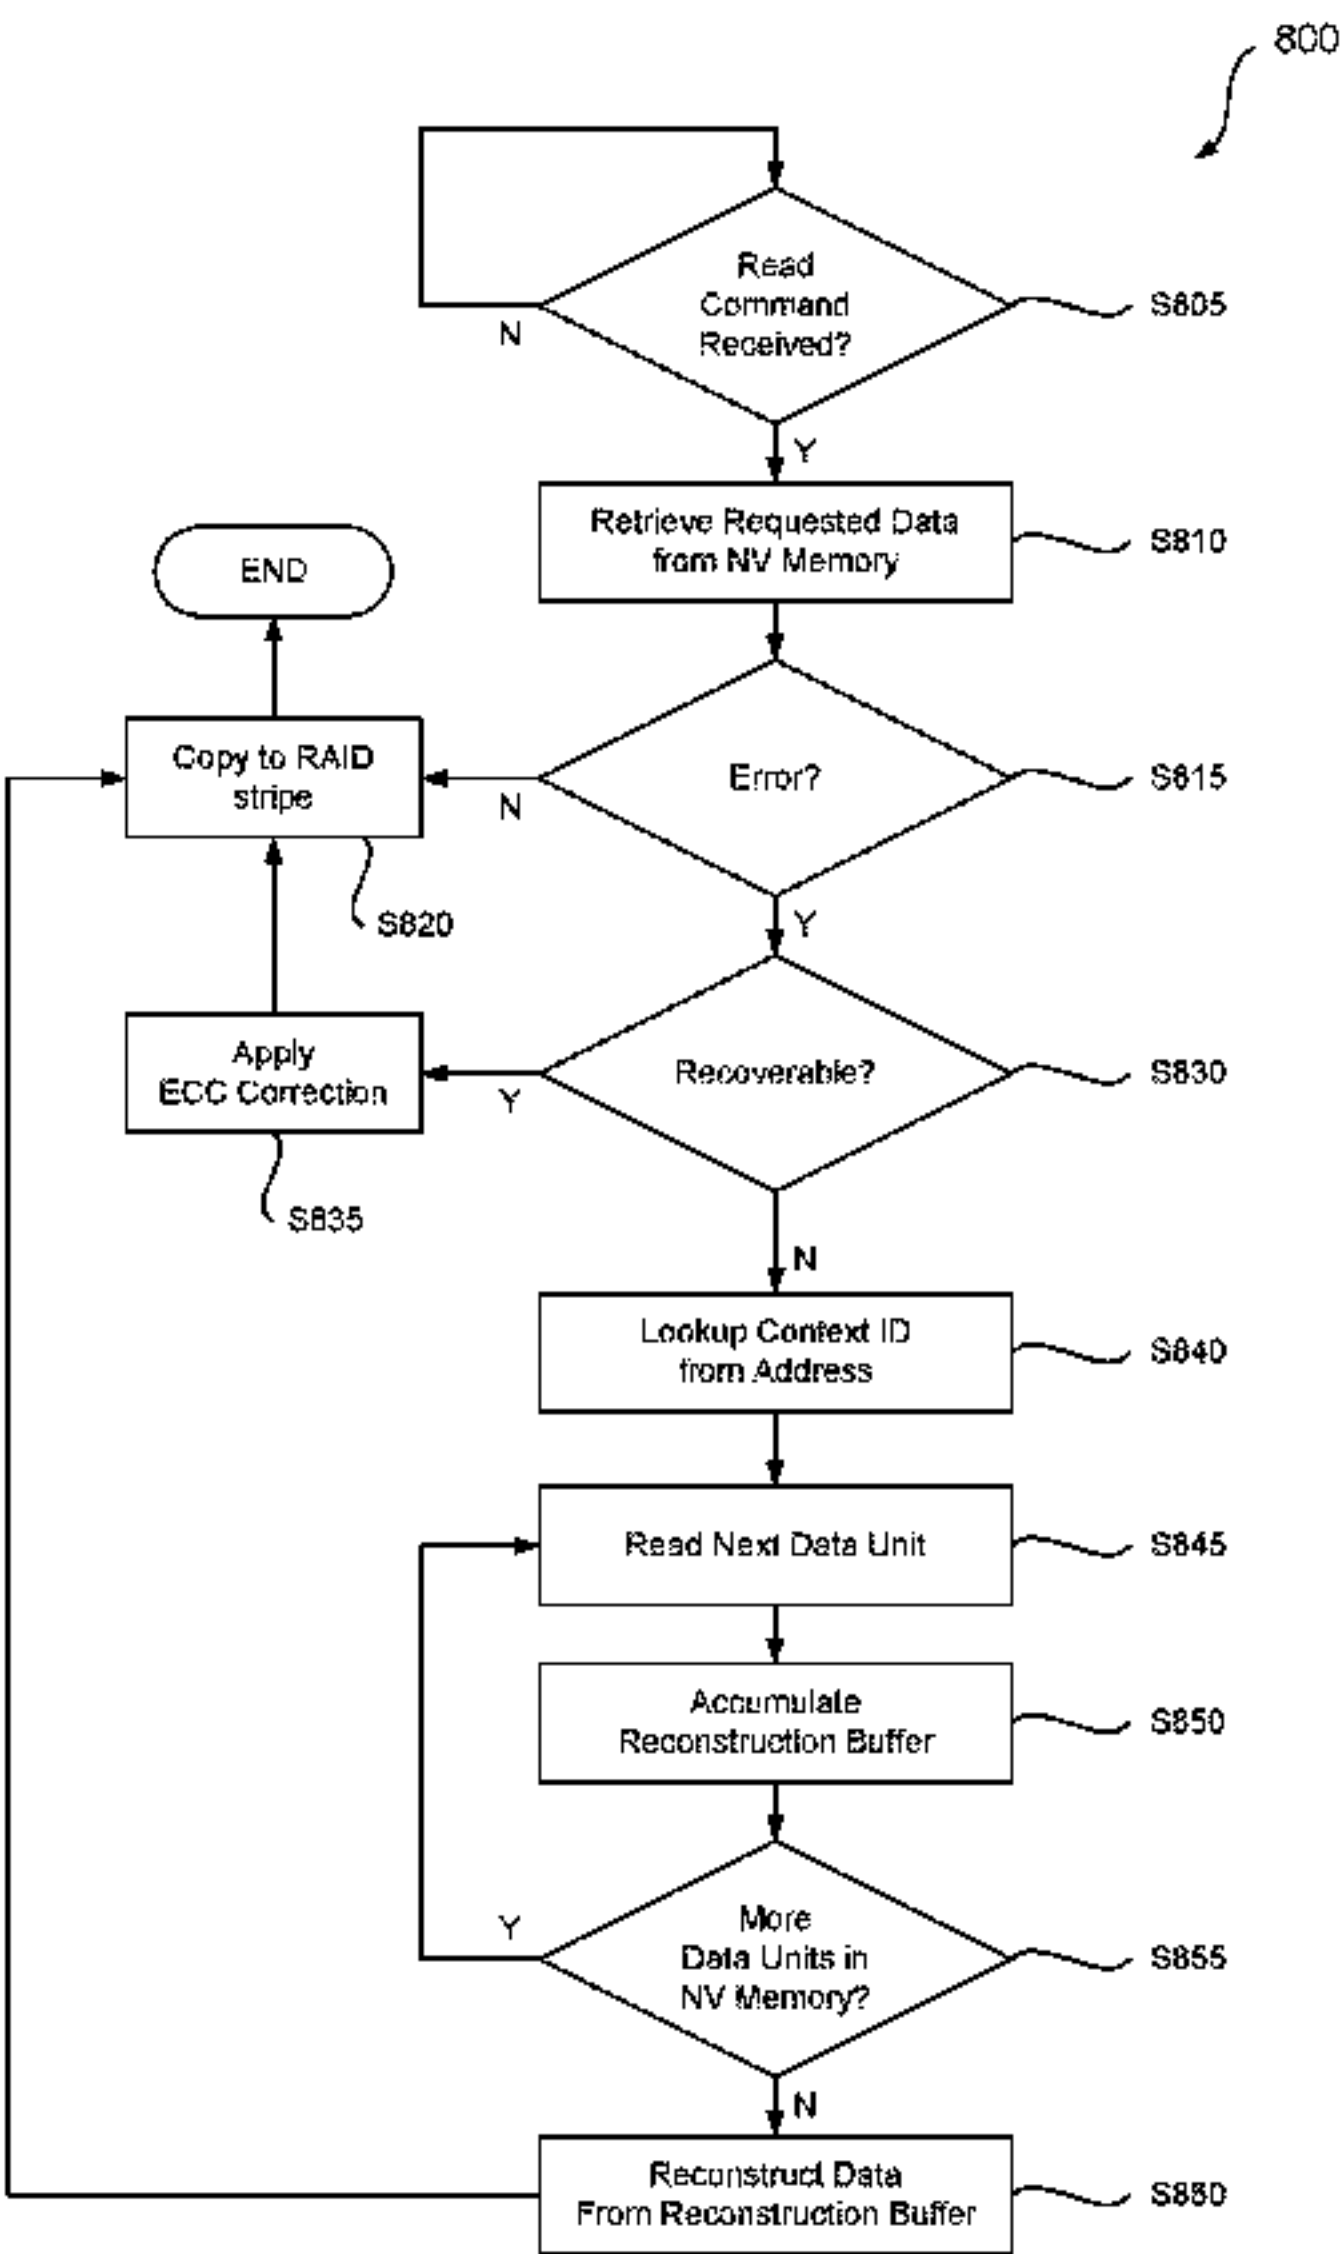 800
Read
Command
Received?
S805
N
Y
Retrieve Requested Data
from NV Memory
S810
END
Copy to RAID
stripe
N
Error?
S815
S820
Y
Apply
ECC Correction
Y
Recoverable?
S830
S835
N
Lookup Context ID
from Address
S840
Read Next Data Unit
S845
Accumulate
Reconstruction Buffer
S850
Y
More
Data Units in
NV Memory?
S855
N
Reconstruct Data
From Reconstruction Buffer
S860